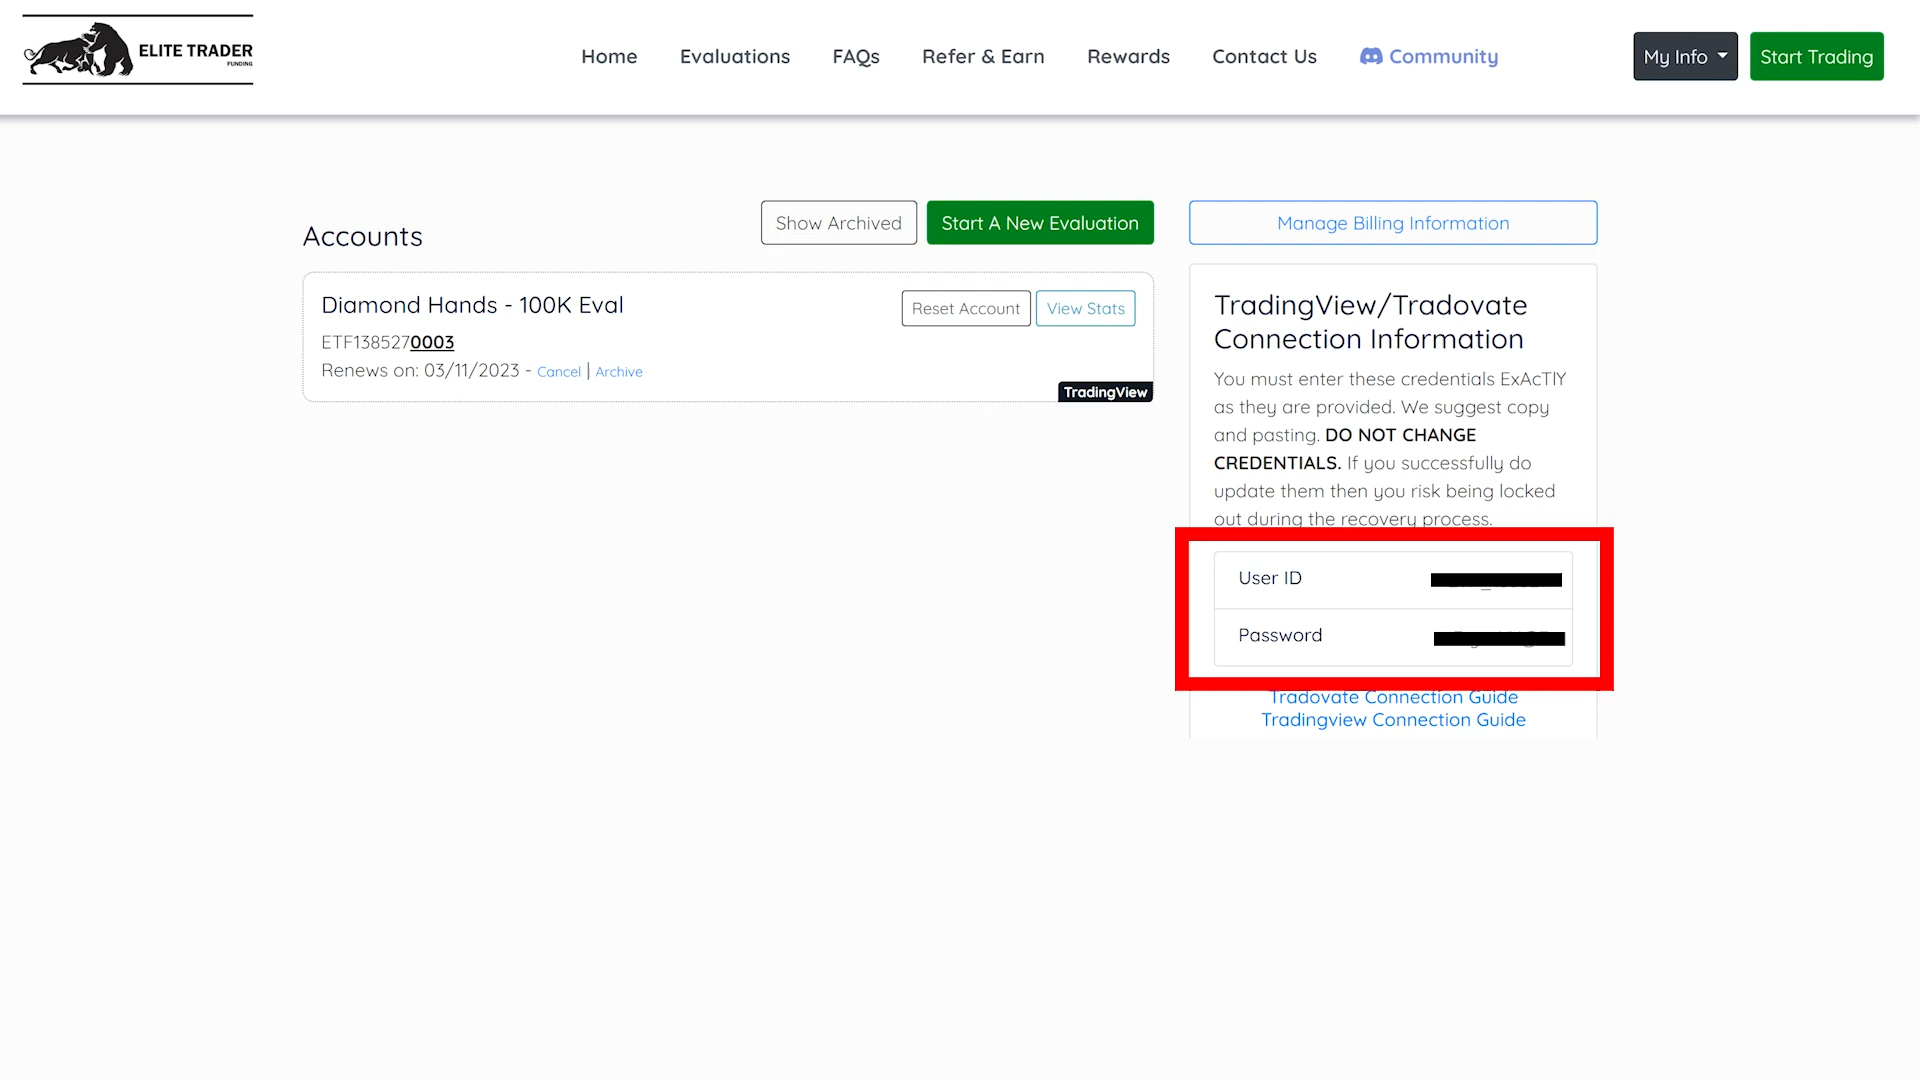 ELITE TRADER
FUNDING
Home
Evaluations
FAQs
Refer & Earn
Rewards
Contact Us
Community
My Info
Start Trading
Accounts
Show Archived
Start A New Evaluation
Diamond Hands - 100K Eval
Reset Account
View Stats
ETF1385270003
Renews on: 03/11/2023 - Cancel | Archive
TradingView
Manage Billing Information
TradingView/Tradovate
Connection Information
You must enter these credentials ExAcTlY
as they are provided. We suggest copy
and pasting. DO NOT CHANGE
CREDENTIALS. If you successfully do
update them then you risk being locked
out during the recovery process.
User ID
Password
Tradovate Connection Guide
Tradingview Connection Guide